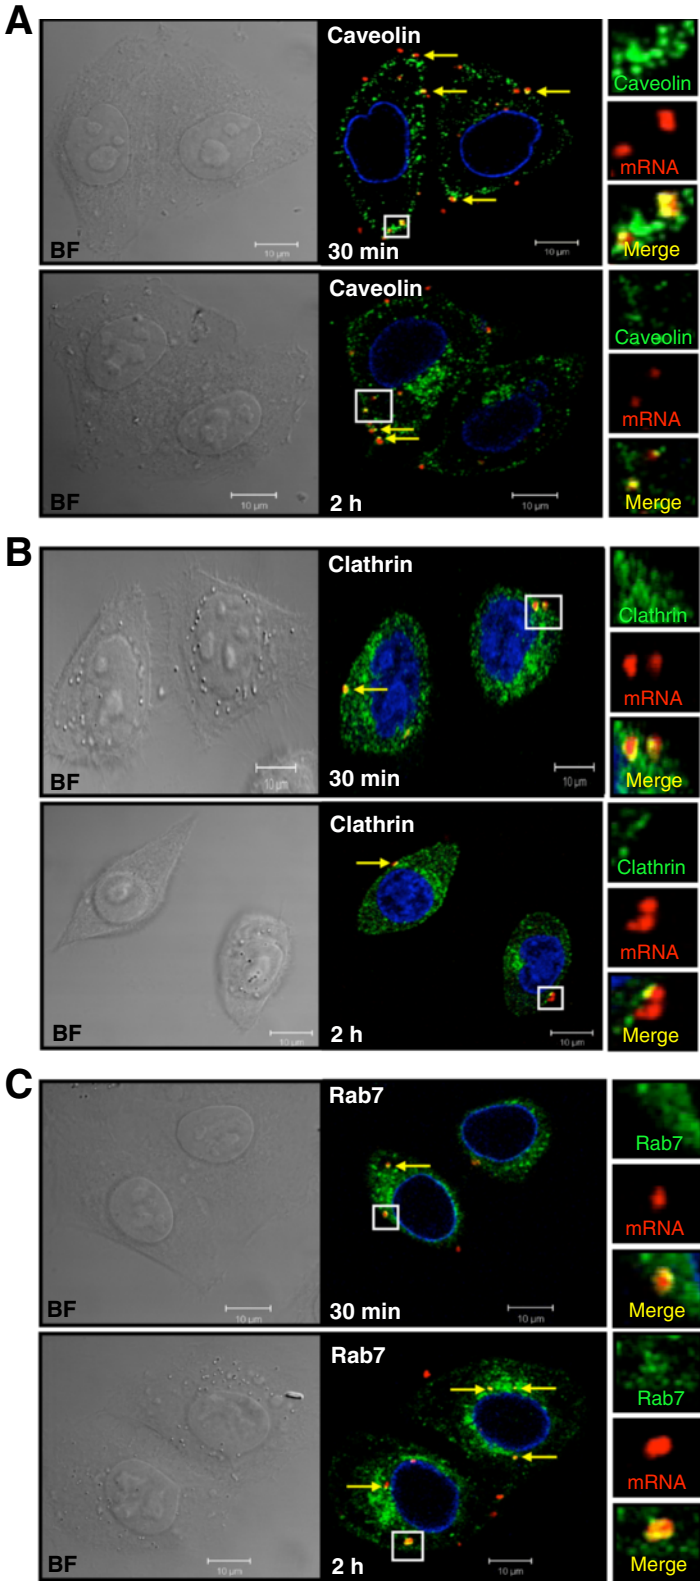 A
Caveolin
BF
10 µm
30 min
10 µm
Caveolin
mRNA
Merge
Caveolin
BF
10 µm
2 h
10 µm
Caveolin
mRNA
Merge
B
Clathrin
BF
10 µm
30 min
10 µm
Clathrin
mRNA
Merge
Clathrin
BF
10 µm
2 h
10 µm
Clathrin
mRNA
Merge
C
Rab7
BF
10 µm
30 min
10 µm
Rab7
mRNA
Merge
Rab7
BF
10 µm
2 h
10 µm
Rab7
mRNA
Merge